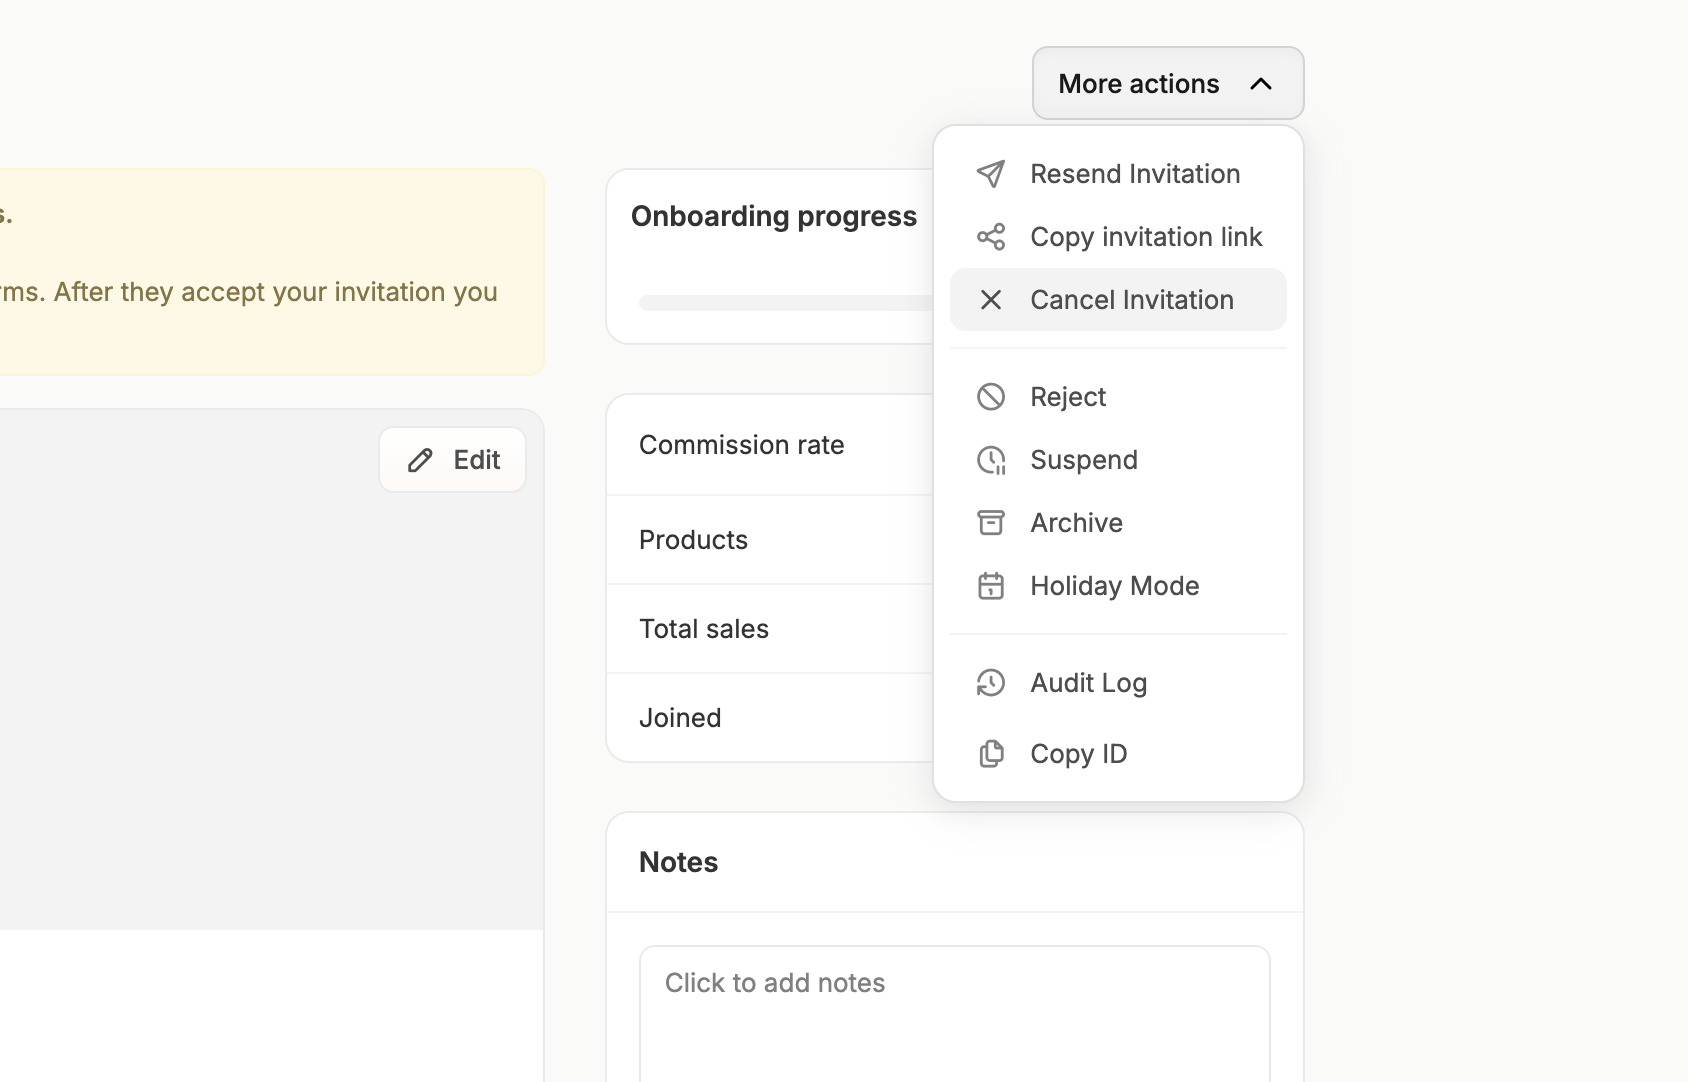 More actions
s.
rms. After they accept your invitation you
Edit
Onboarding progress
Commission rate
Products
Total sales
Joined
Resend Invitation
Copy invitation link
Cancel Invitation
Reject
Suspend
Archive
Holiday Mode
Audit Log
Copy ID
Notes
Click to add notes